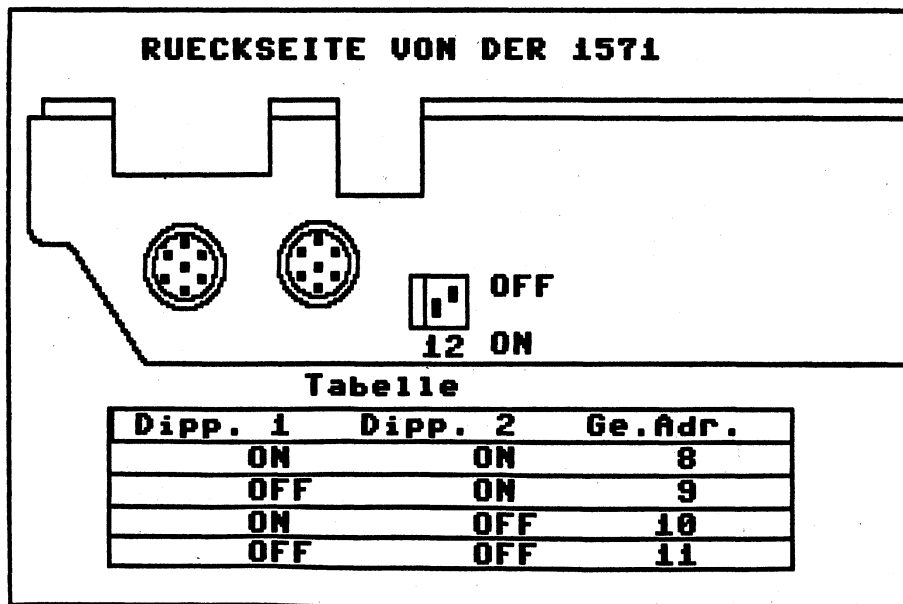 RUECKSEITE VON DER 1571
OFF
12 ON
Tabelle
Dipp. 1 Dipp. 2 Ge.Adr.
ON ON 8
OFF ON 9
ON OFF 10
OFF OFF 11